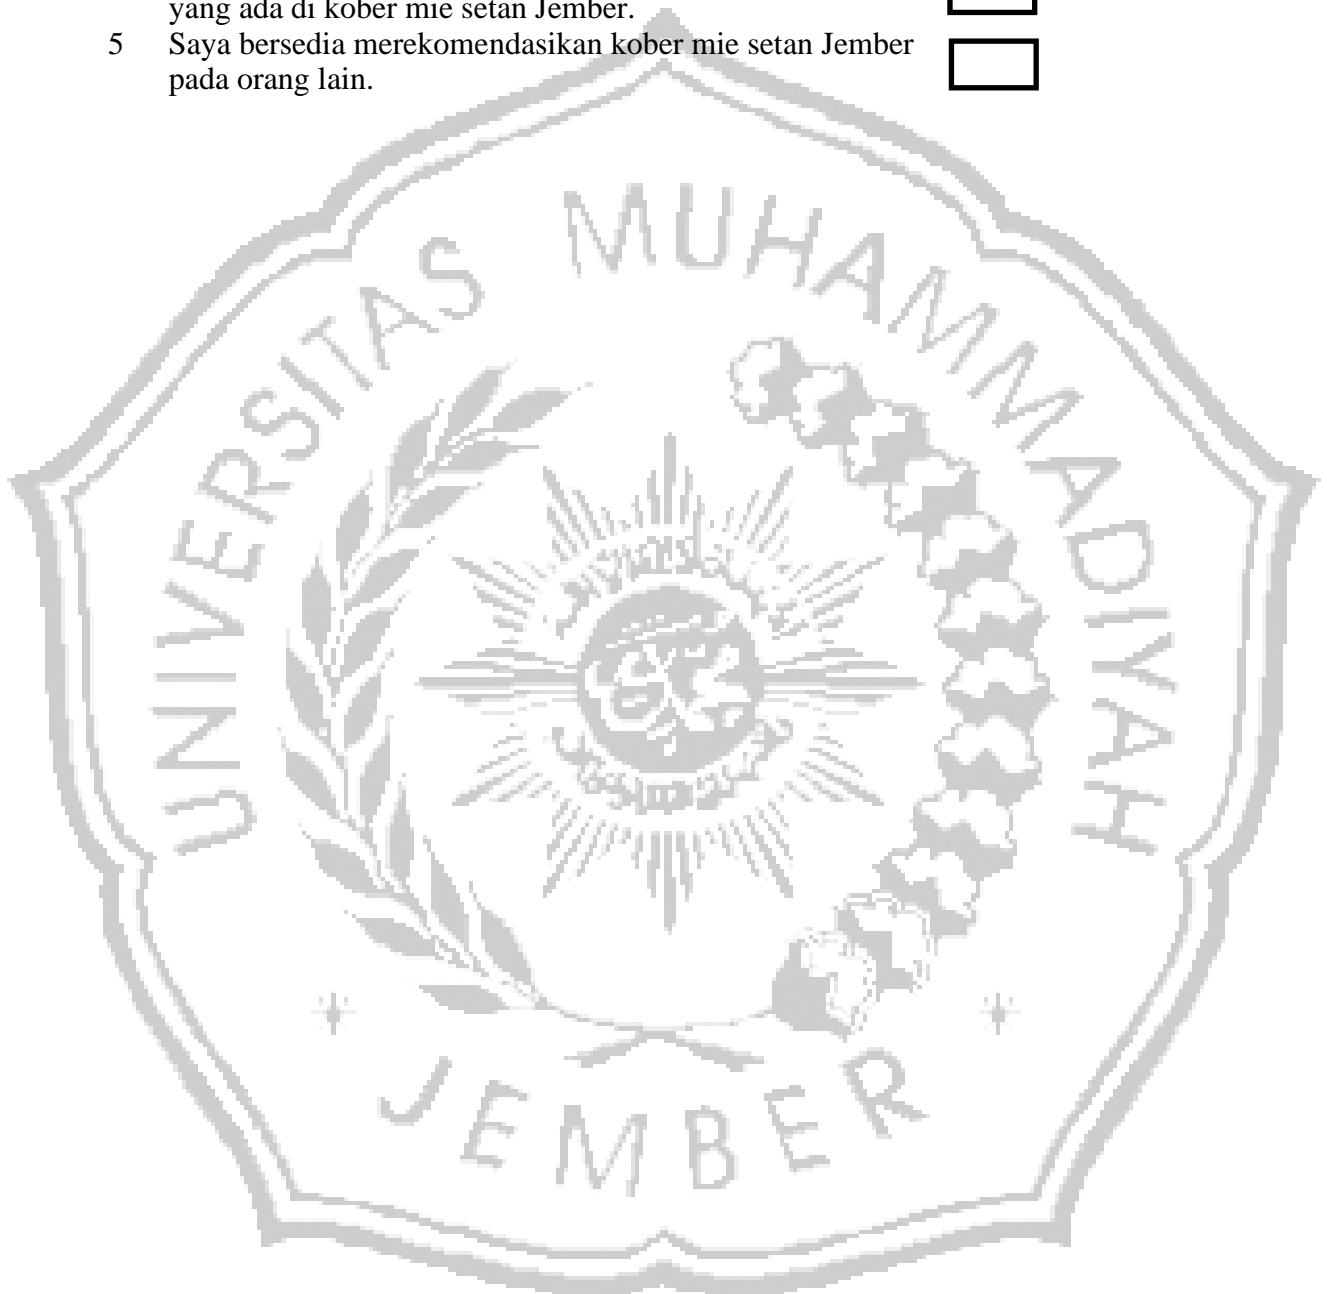 yang ada di kober mie setan Jember.
5 Saya bersedia merekomendasikan kober mie setan Jember
pada orang lain.
UNIVERSITAS MUHAMMADIYAH
JEMBER